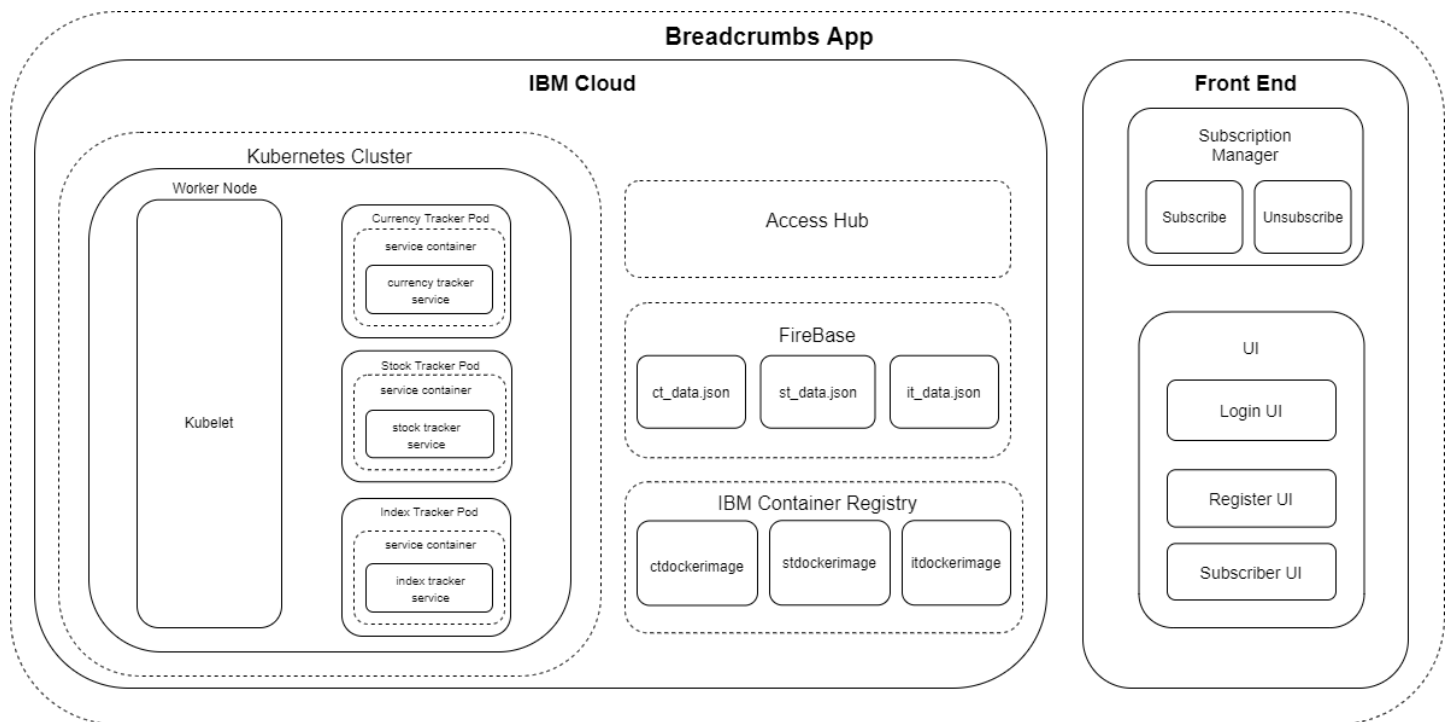 Breadcrumbs App
IBM Cloud
Kubernetes Cluster
Worker Node
Kubelet
Currency Tracker Pod
service container
currency tracker
service
Stock Tracker Pod
service container
stock tracker
service
Index Tracker Pod
service container
index tracker
service
Access Hub
FireBase
ct_data.json
st_data.json
it_data.json
IBM Container Registry
ctdockerimage
stdockerimage
itdockerimage
Front End
Subscription
Manager
Subscribe
Unsubscribe
UI
Login UI
Register UI
Subscriber UI